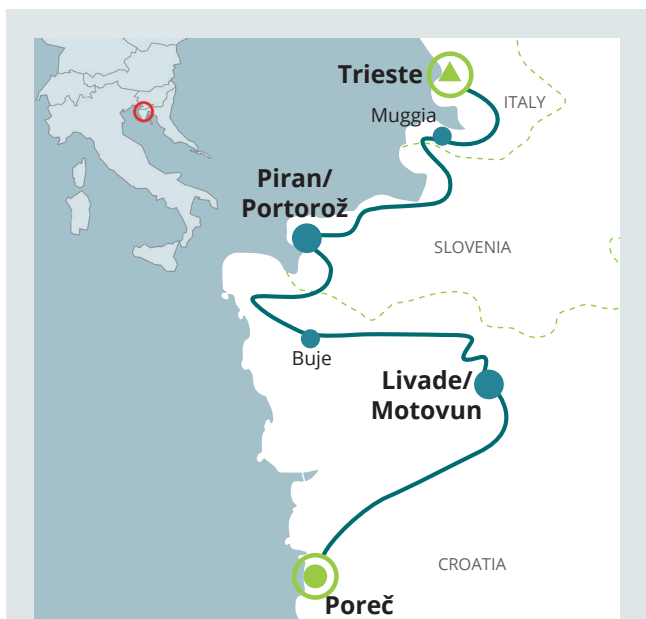 Trieste
ITALY
Muggia
Piran/
Portorož
SLOVENIA
Buje
Livade/
Motovun
CROATIA
Poreč